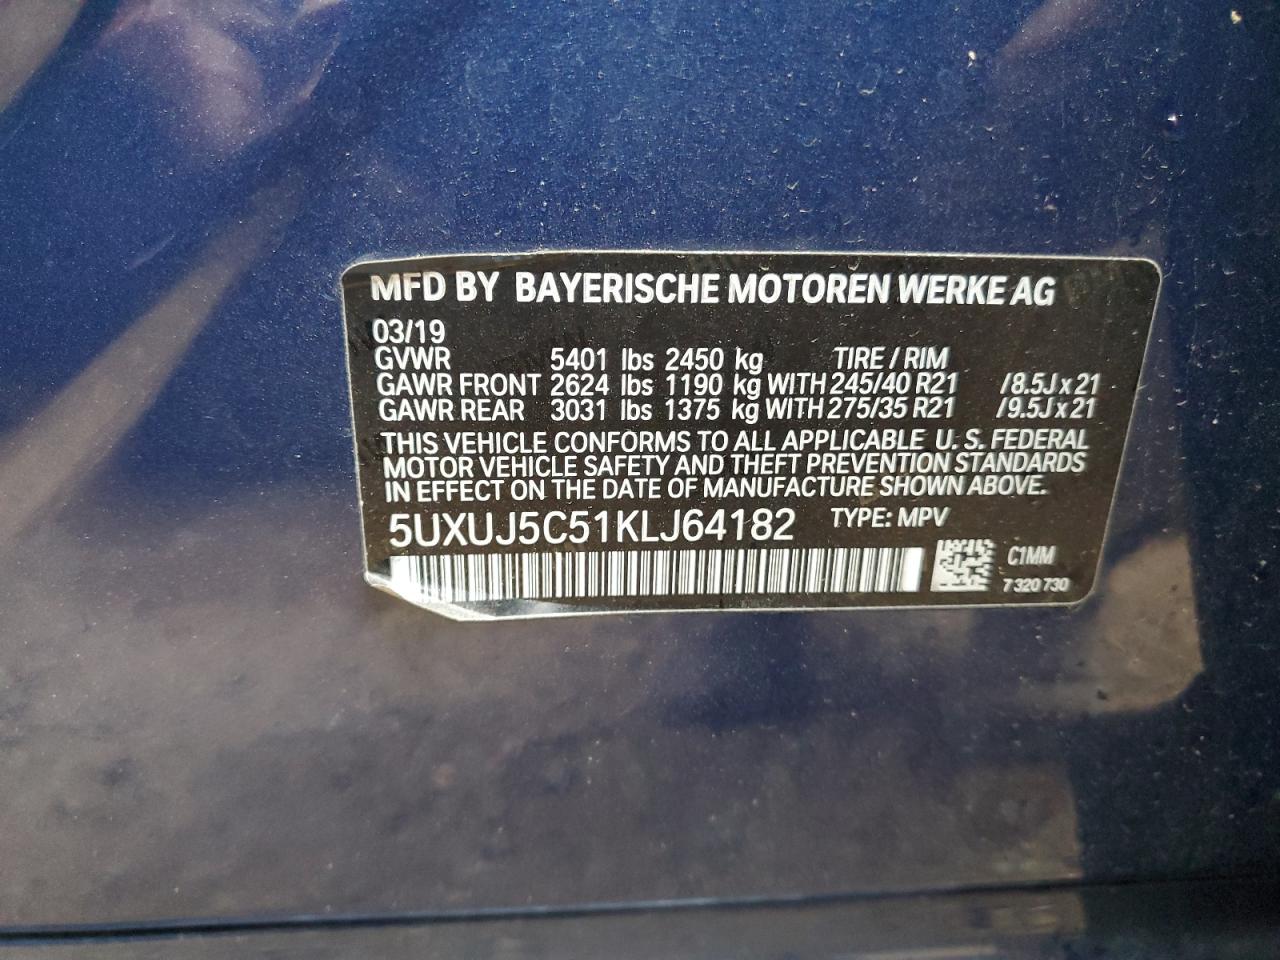 MFD BY BAYERISCHE MOTOREN WERKE AG
03/19
GVWR 5401 lbs 2450 kg TIRE / RIM
GAWR FRONT 2624 lbs 1190 kg WITH 245/40 R21 /8.5J x 21
GAWR REAR 3031 lbs 1375 kg WITH 275/35 R21 /9.5J x 21
THIS VEHICLE CONFORMS TO ALL APPLICABLE U. S. FEDERAL
MOTOR VEHICLE SAFETY AND THEFT PREVENTION STANDARDS
IN EFFECT ON THE DATE OF MANUFACTURE SHOWN ABOVE.
5UXUJ5C51KLJ64182 TYPE: MPV
C1MM
7 320 730